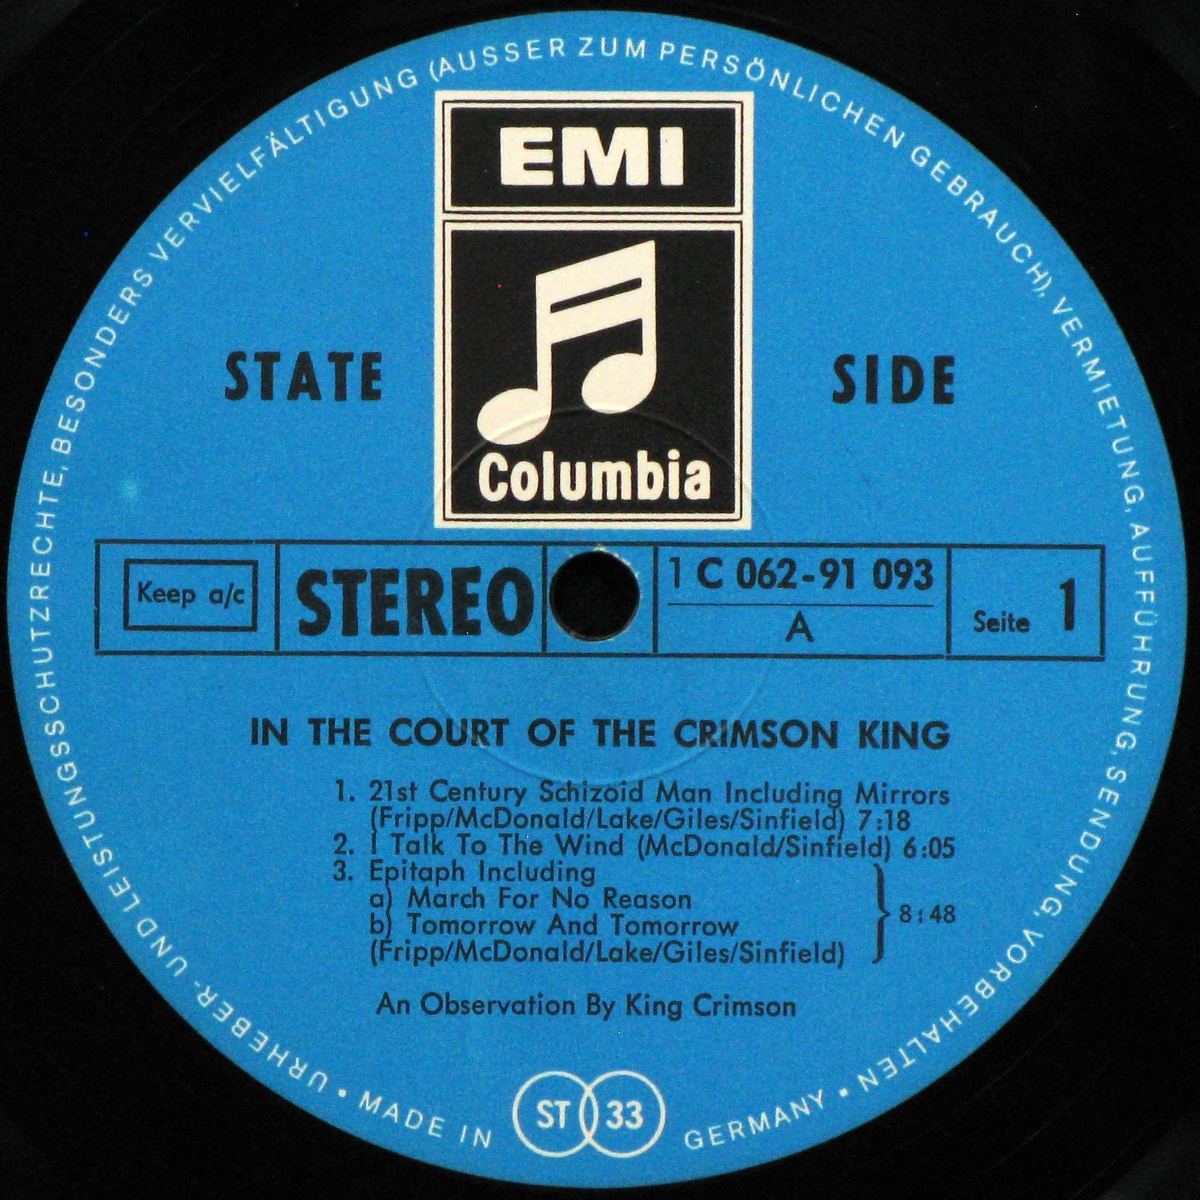 URHEBER- UND LEISTUNGSSCHUTZRECHTE, BESONDERS VERVIELFÄLTIGUNG (AUSSER ZUM PERSÖNLICHEN GEBRAUCH), VERMIETUNG, AUFFÜHRUNG, SENDUNG, VORBEHALTEN •
EMI
STATE SIDE
Columbia
Keep a/c STEREO 1 C 062-91 093
A
Seite 1
IN THE COURT OF THE CRIMSON KING
1. 21st Century Schizoid Man Including Mirrors
(Fripp/McDonald/Lake/Giles/Sinfield) 7:18
2. I Talk To The Wind (McDonald/Sinfield) 6:05
3. Epitaph Including
a) March For No Reason
b) Tomorrow And Tomorrow
(Fripp/McDonald/Lake/Giles/Sinfield)
8:48
An Observation By King Crimson
• MADE IN ST 33 GERMANY